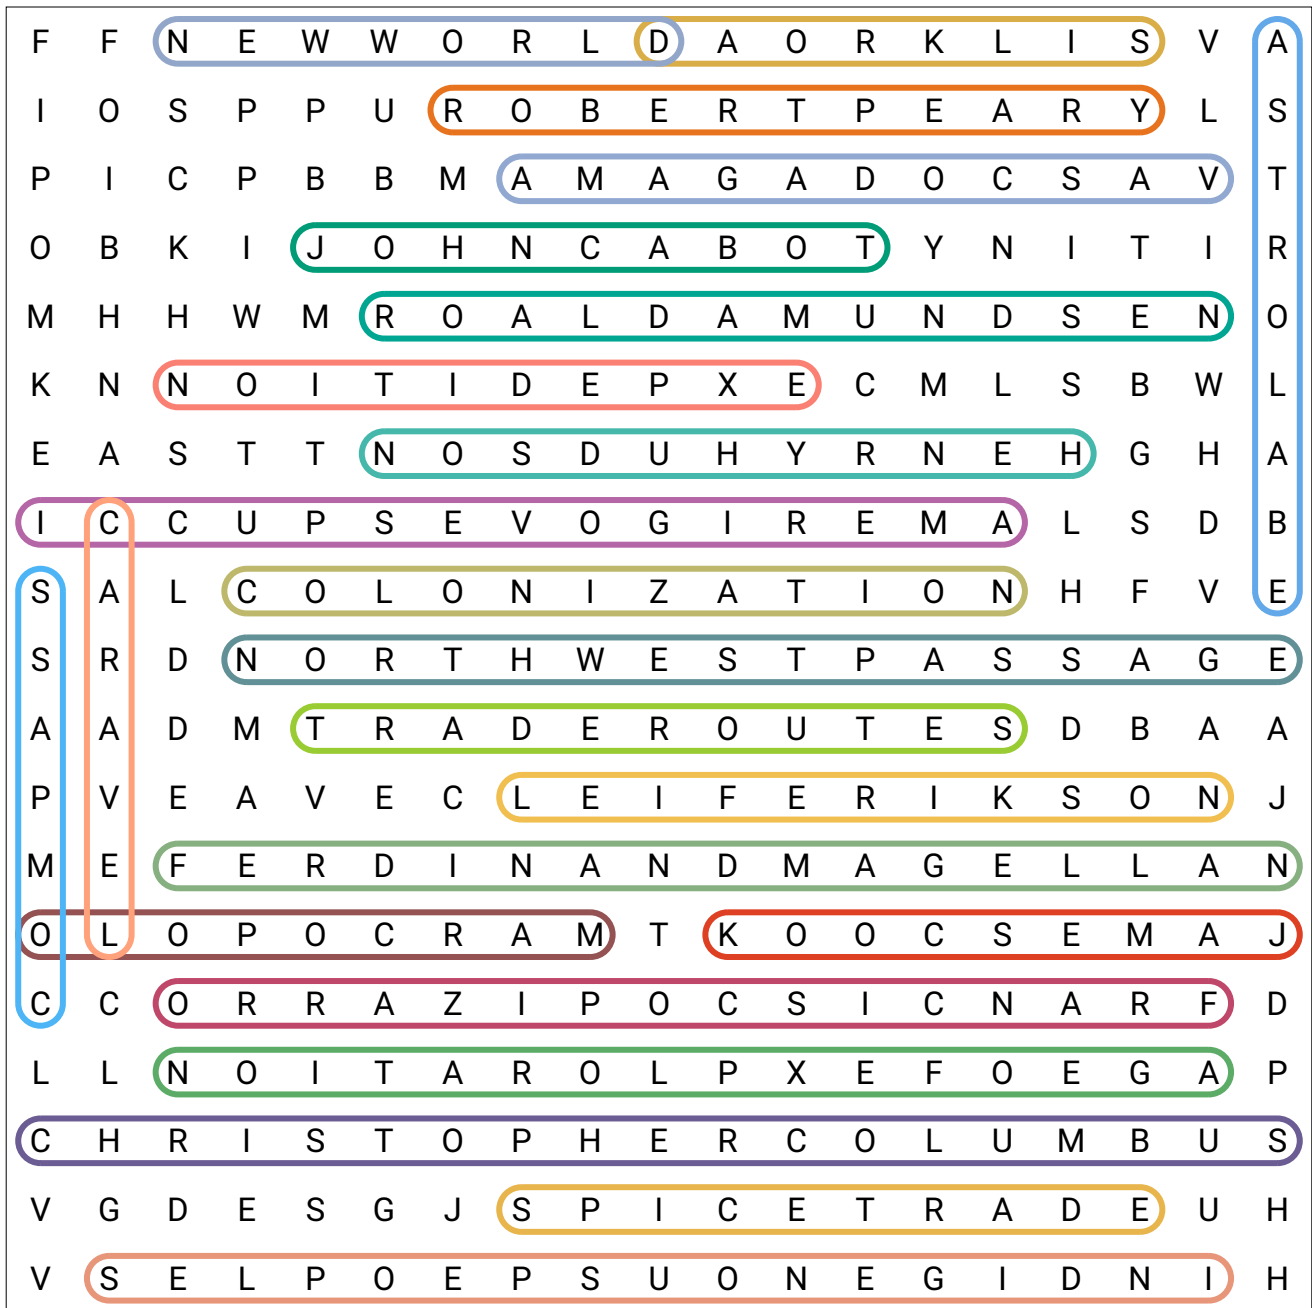 F F N E W W O R L D A O R K L I S V A
I O S P P U R O B E R T P E A R Y L S
P I C P B B M A M A G A D O C S A V T
O B K I J O H N C A B O T Y N I T I R
M H H W M R O A L D A M U N D S E N O
K N N O I T I D E P X E C M L S B W L
E A S T T N O S D U H Y R N E H G H A
I C C U P S E V O G I R E M A L S D B
S A L C O L O N I Z A T I O N H F V E
S R D N O R T H W E S T P A S S A G E
A A D M T R A D E R O U T E S D B A A
P V E A V E C L E I F E R I K S O N J
M E F E R D I N A N D M A G E L L A N
O L O P O C R A M T K O O C S E M A J
C C O R R A Z I P O C S I C N A R F D
L L N O I T A R O L P X E F O E G A P
C H R I S T O P H E R C O L U M B U S
V G D E S G J S P I C E T R A D E U H
V S E L P O E P S U O N E G I D N I H